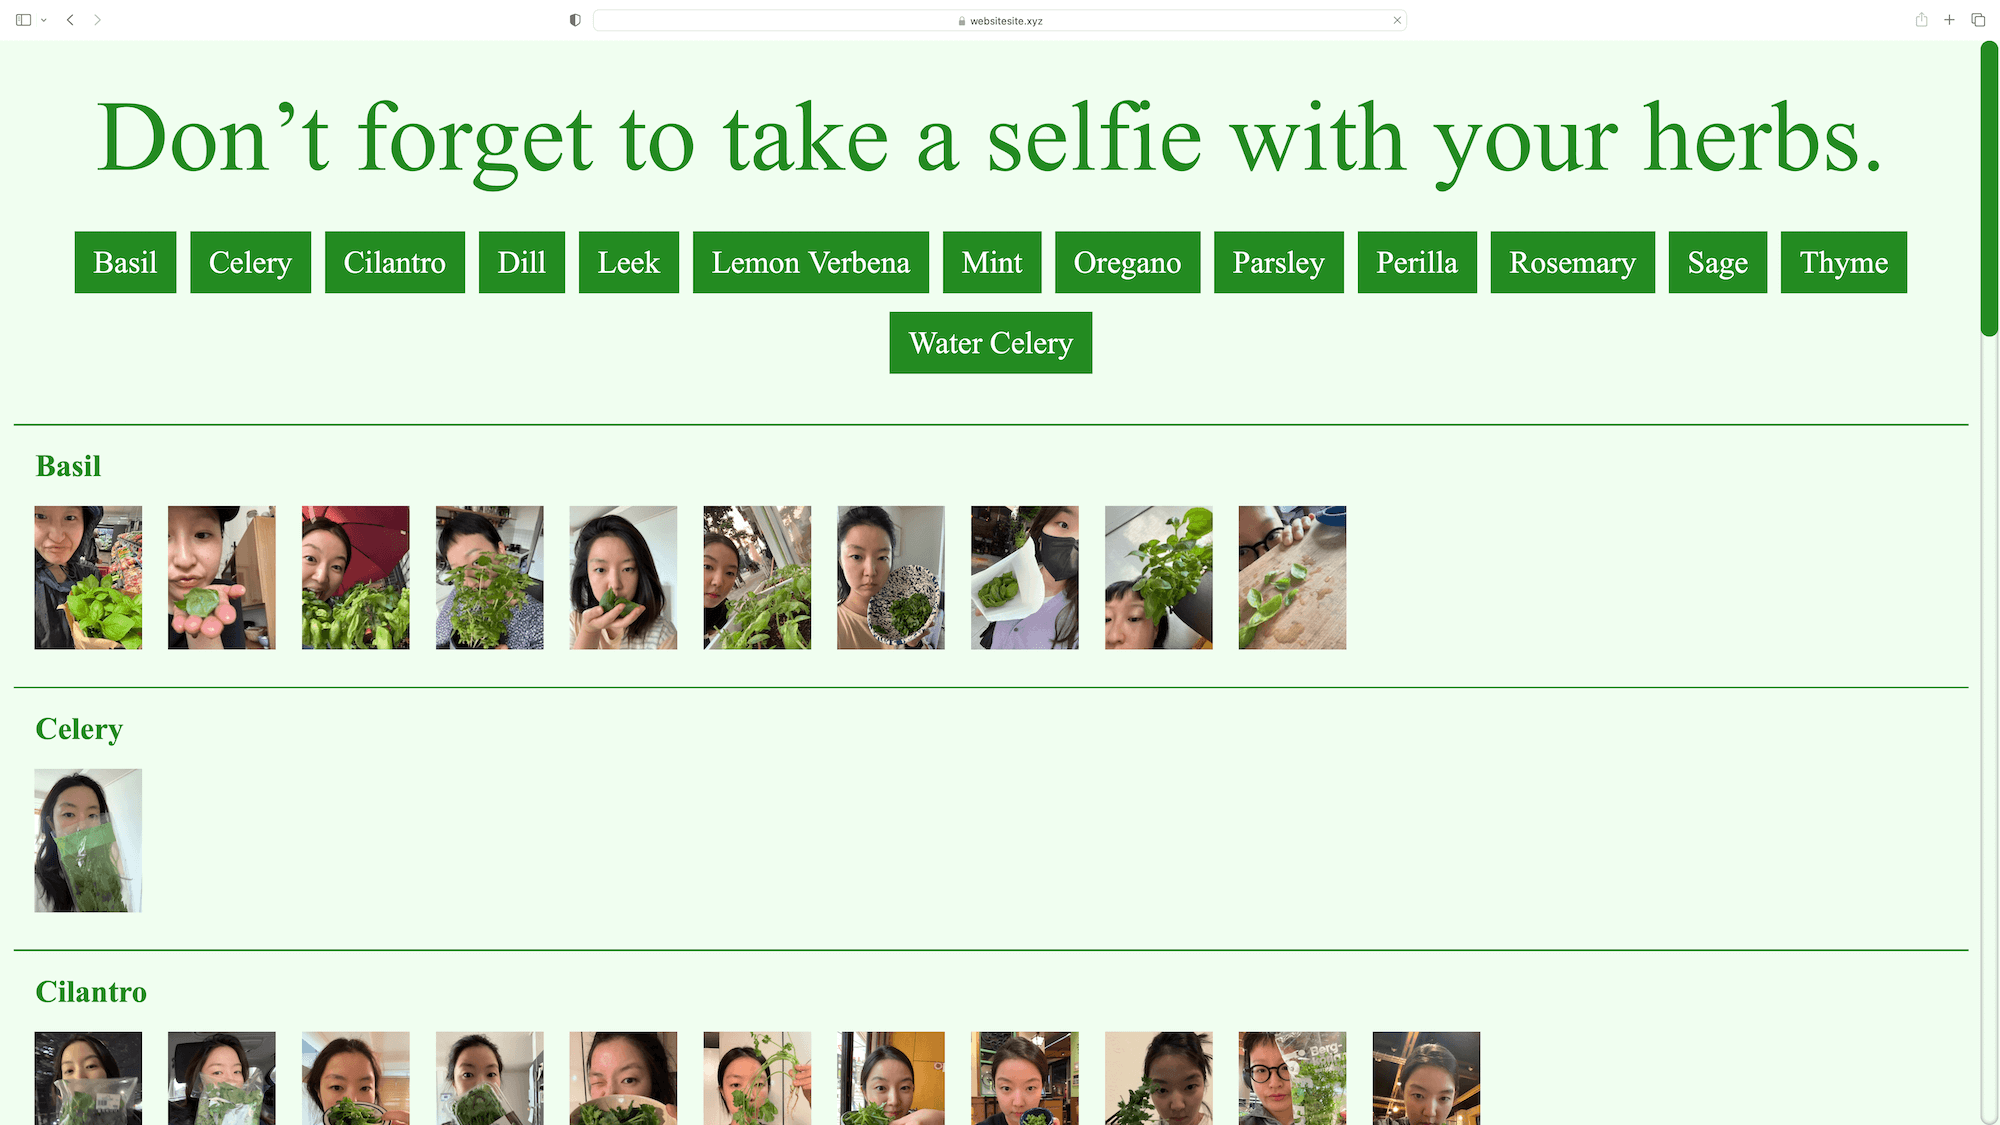 websitesite.xyz
Don’t forget to take a selfie with your herbs.
Basil Celery Cilantro Dill Leek Lemon Verbena Mint Oregano Parsley Perilla Rosemary Sage Thyme
Water Celery
Basil
Celery
Cilantro
Berg-